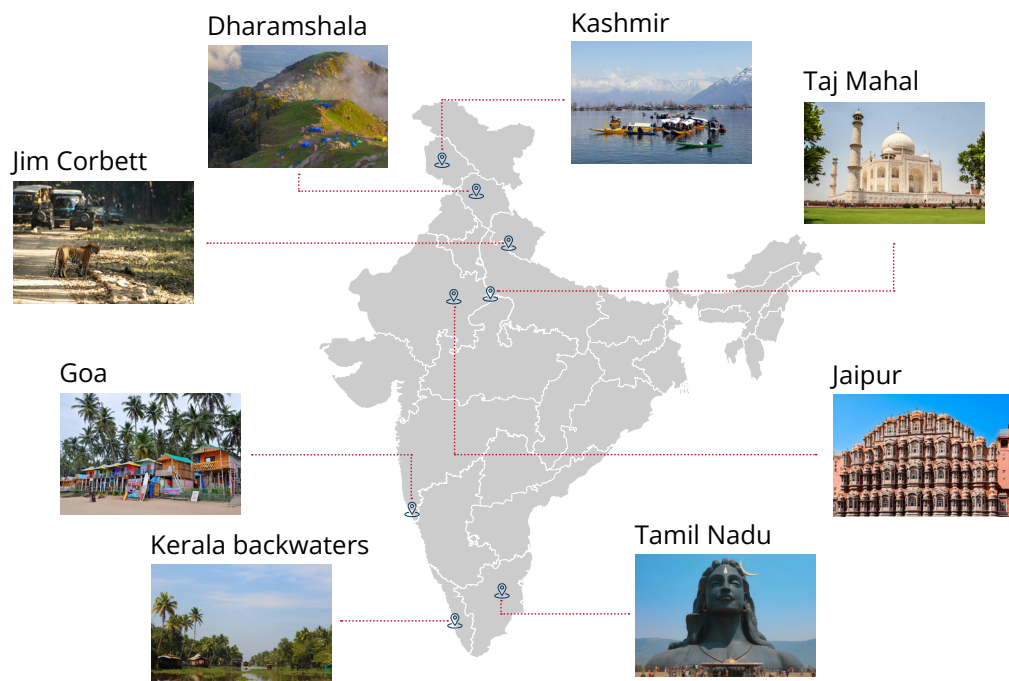 Dharamshala
Kashmir
Taj Mahal
Jim Corbett
Goa
Jaipur
Kerala backwaters
Tamil Nadu